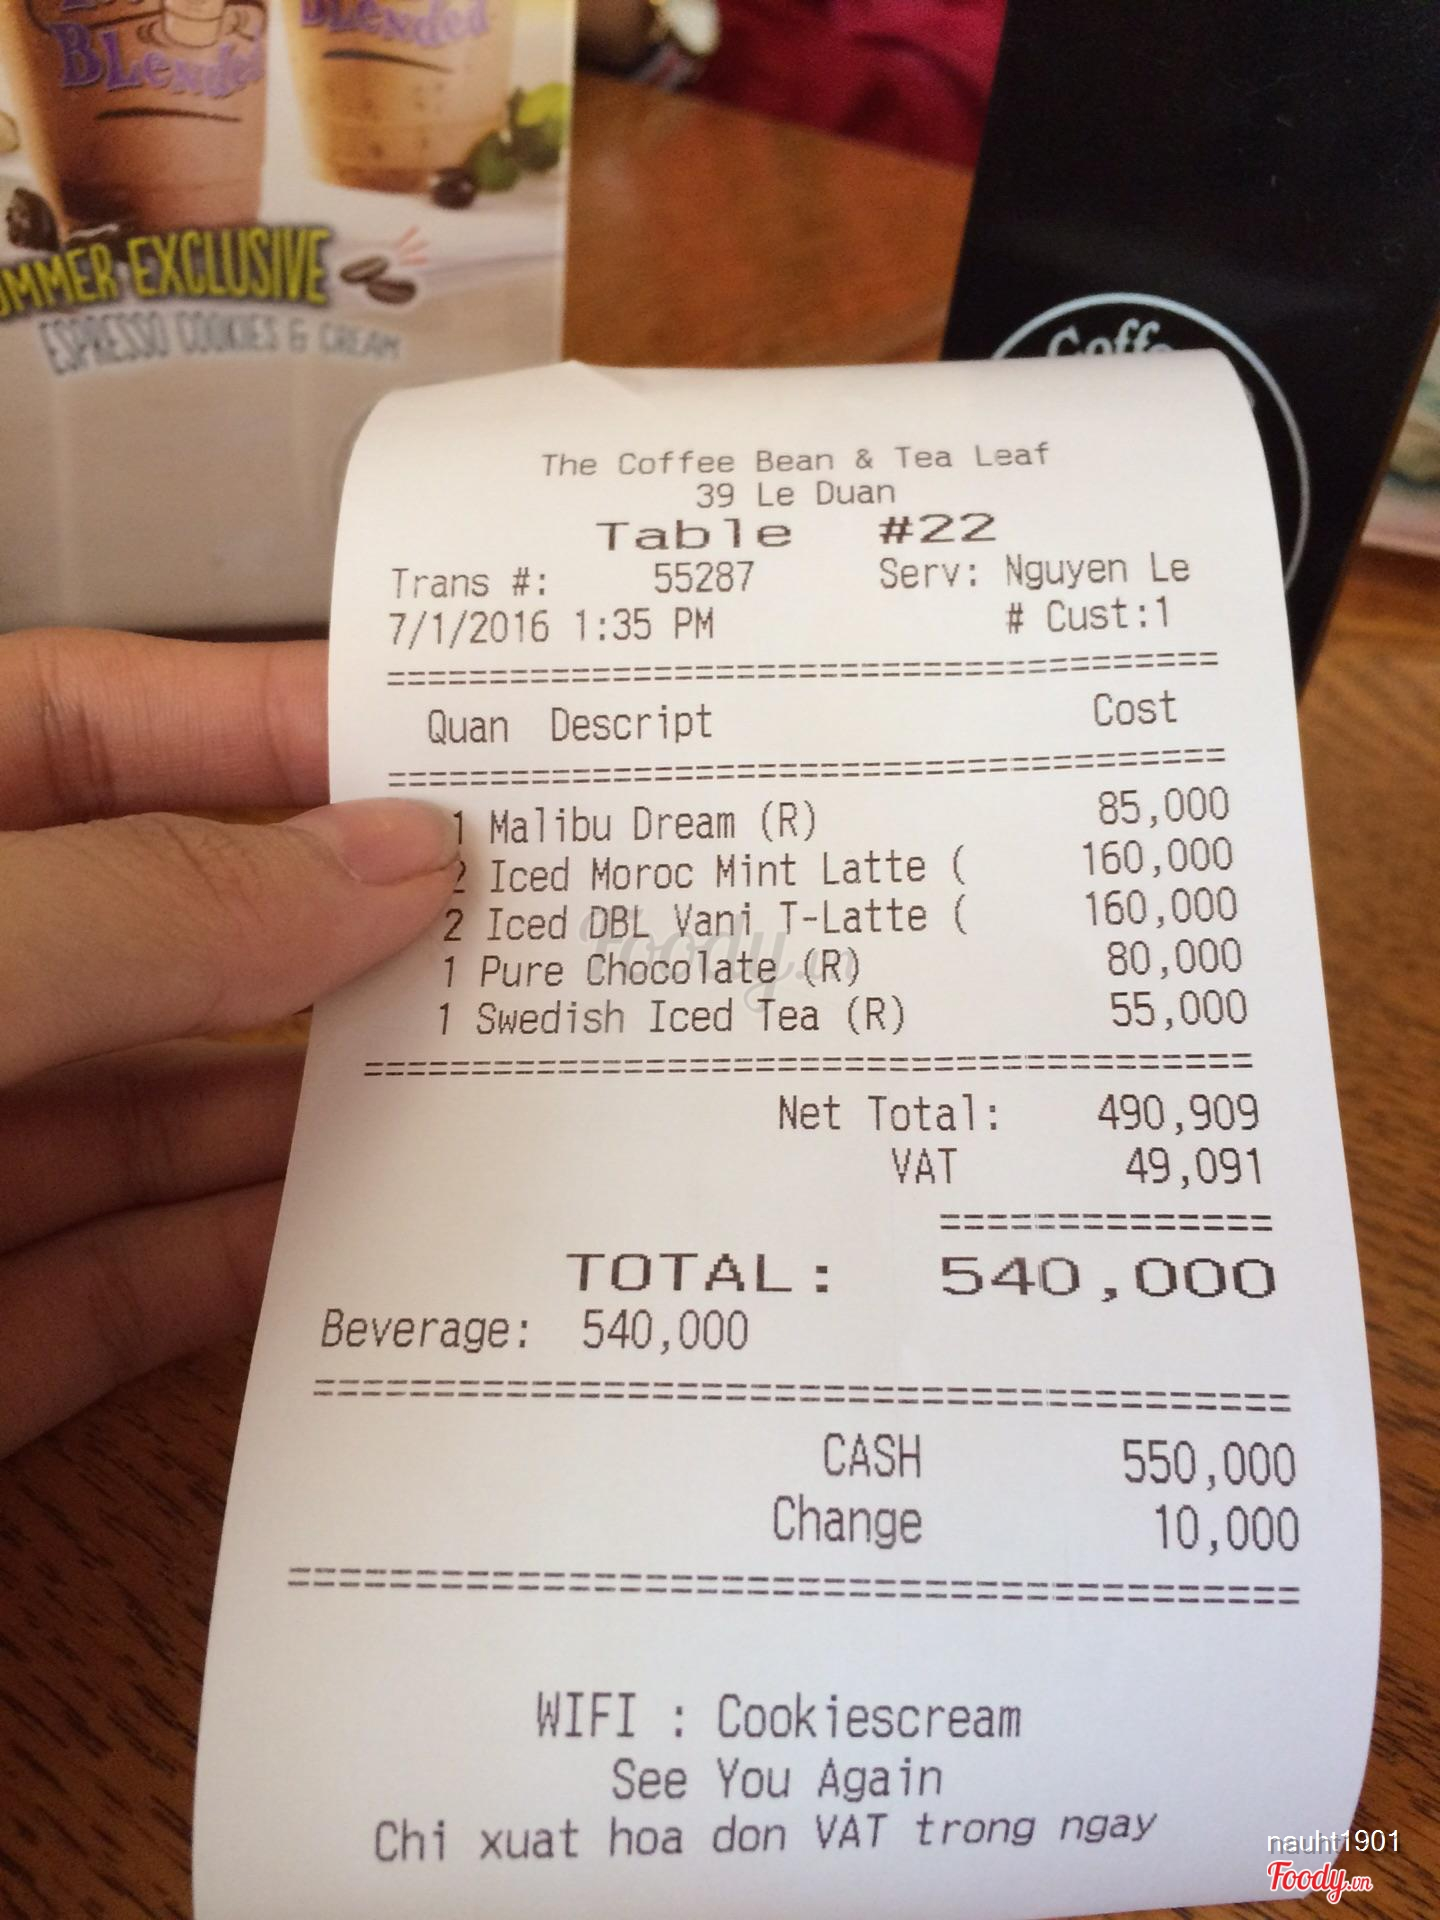 BLended
BLended
SUMMER EXCLUSIVE
ESPRESSO COOKIES & CREAM
Coffe
The Coffee Bean & Tea Leaf
39 Le Duan
Table #22
Trans #: 55287 Serv: Nguyen Le
7/1/2016 1:35 PM # Cust:1
======================================
Quan Descript Cost
======================================
1 Malibu Dream (R) 85,000
2 Iced Moroc Mint Latte ( 160,000
2 Iced DBL Vani T-Latte ( 160,000
1 Pure Chocolate (R) 80,000
1 Swedish Iced Tea (R) 55,000
======================================
Net Total: 490,909
VAT 49,091
==============
TOTAL: 540,000
Beverage: 540,000
======================================
CASH 550,000
Change 10,000
======================================
WIFI : Cookiescream
See You Again
Chi xuat hoa don VAT trong ngay
Foody.vn
nauht1901
Foody.vn